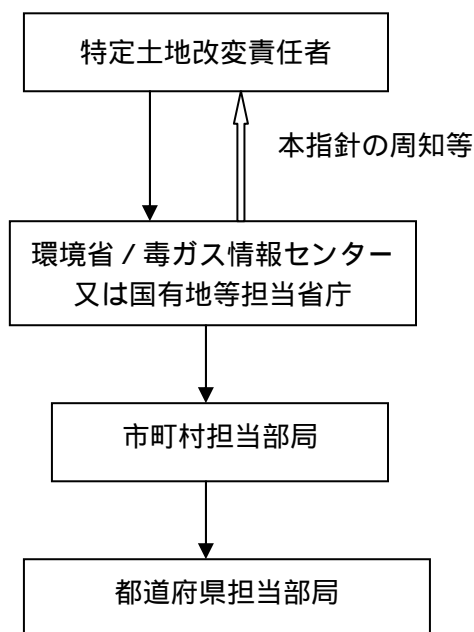 特定土地改変責任者
本指針の周知等
環境省 / 毒ガス情報センター
又は国有地等担当省庁
市町村担当部局
都道府県担当部局